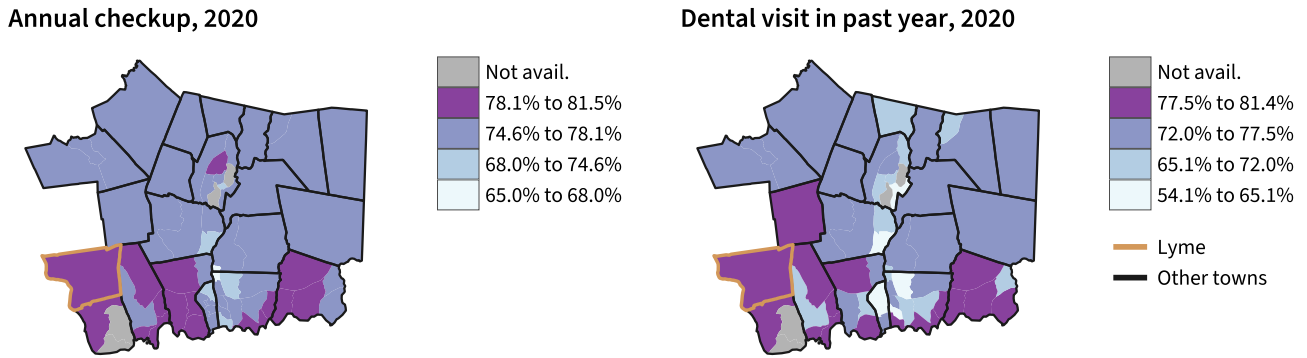 Annual checkup, 2020
Not avail.
78.1% to 81.5%
74.6% to 78.1%
68.0% to 74.6%
65.0% to 68.0%
Dental visit in past year, 2020
Not avail.
77.5% to 81.4%
72.0% to 77.5%
65.1% to 72.0%
54.1% to 65.1%
Lyme
Other towns